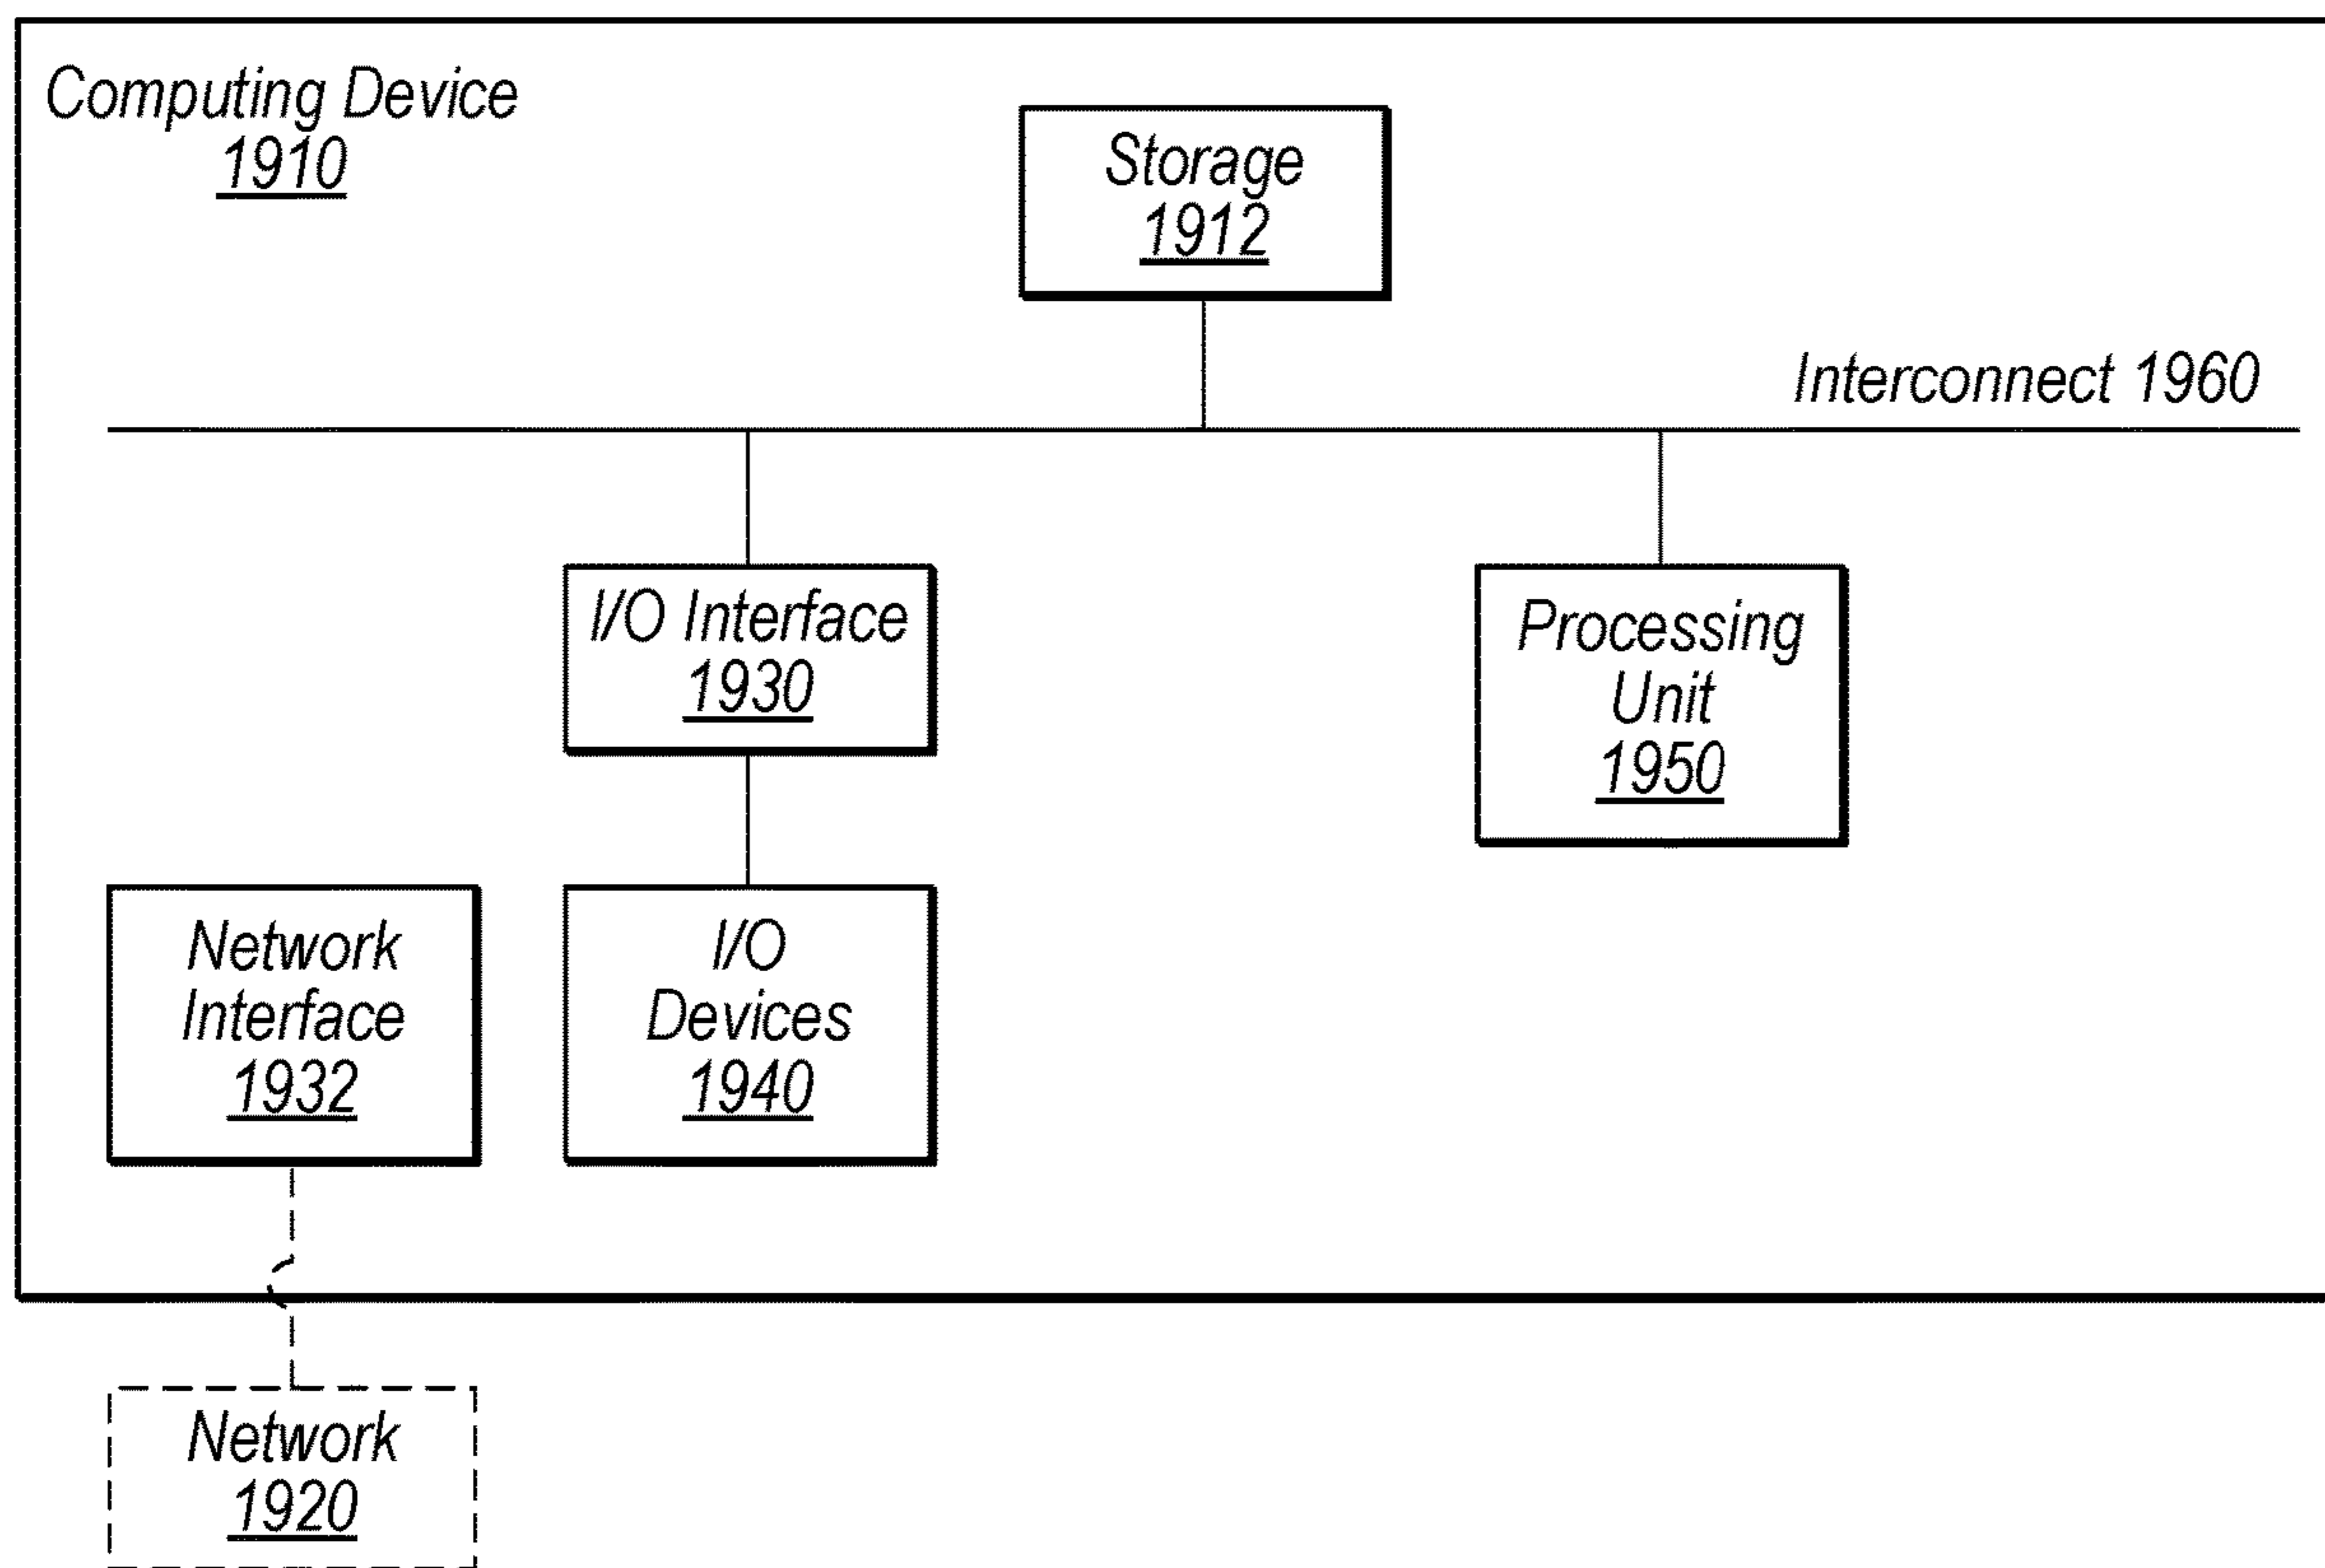 Computing Device
1910
Storage
1912
Interconnect 1960
I/O Interface
1930
Processing
Unit
1950
Network
Interface
1932
I/O
Devices
1940
Network
1920